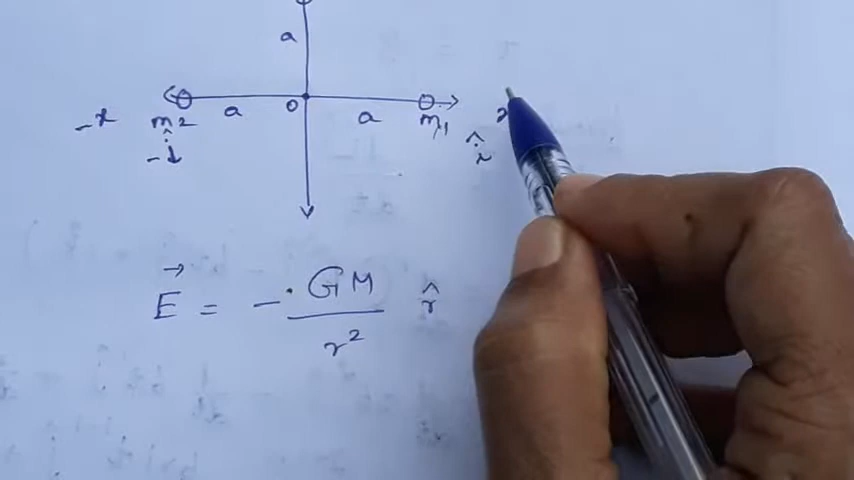 a
a
o
a
-x
m2
m1
x
-î
î
E⃗ = - GM / r² r̂